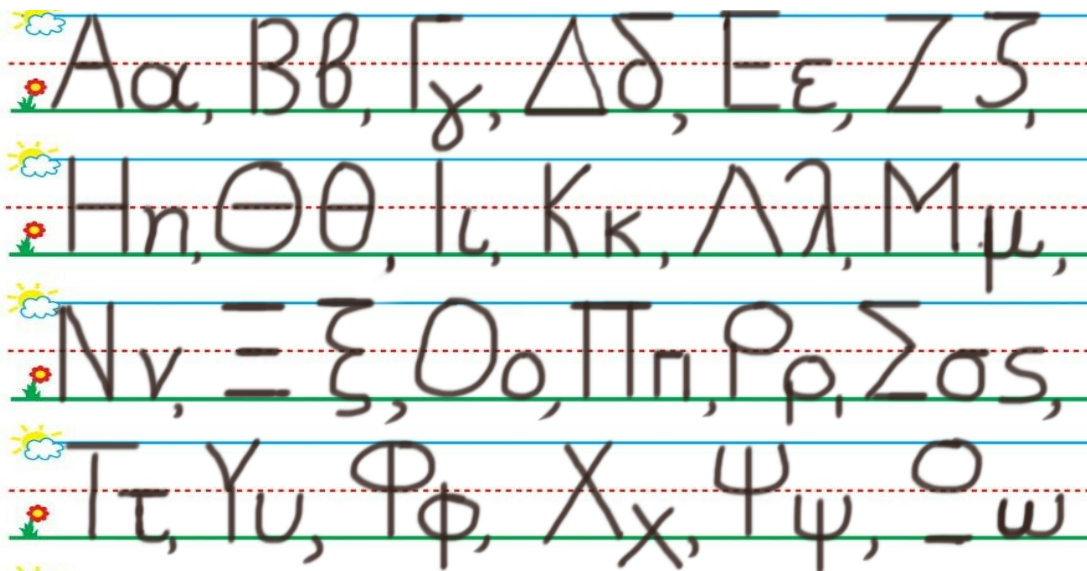 Αα, Ββ, Γγ, Δδ, Εε, Ζζ,
Ηη, Θθ, Ιι, Κκ, Λλ, Μμ,
Νν, Ξξ, Οο, Ππ, Ρρ, Σσς,
Ττ, Υυ, Φφ, Χχ, Ψψ, Ωω